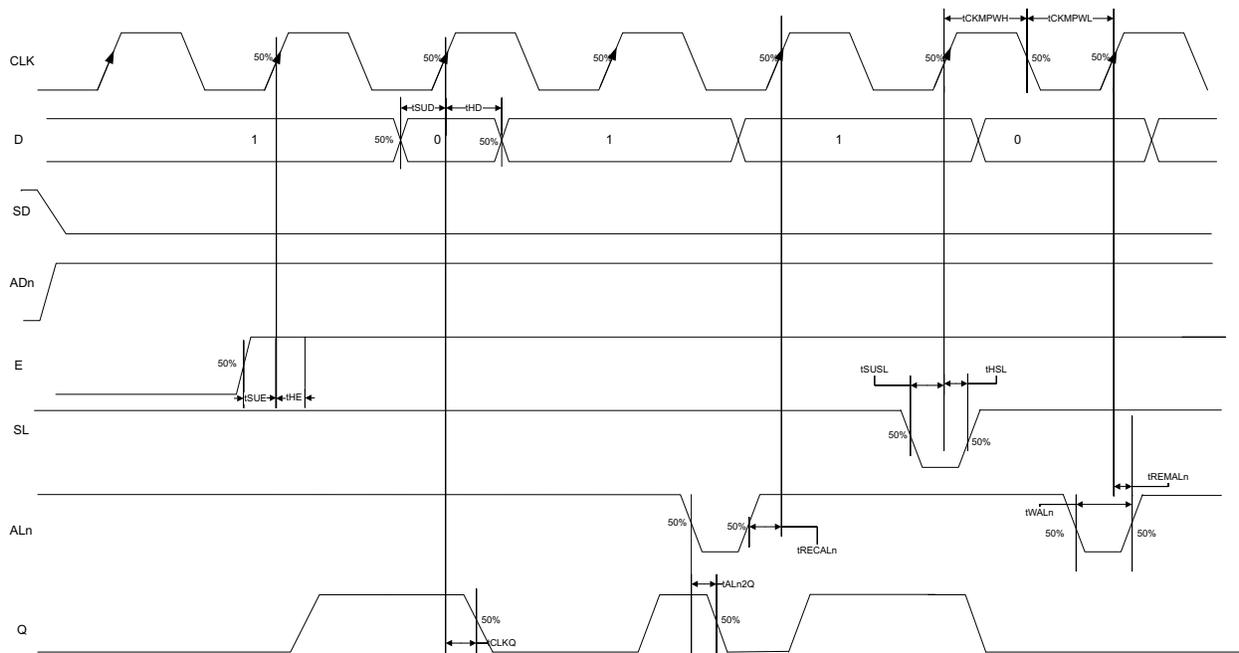 tCKMPWH tCKMPWL
CLK 50% 50% 50% 50% 50% 50% 50%
tSUD tHD
D 1 50% 0 50% 1 1 0
SD
ADn
E 50%
tSUE tHE
tSUSL tHSL
SL 50% 50%
tREMALn
tWALn
ALn 50% 50% 50% 50%
tRECALn
tALn2Q
Q 50% 50%
tCLKQ